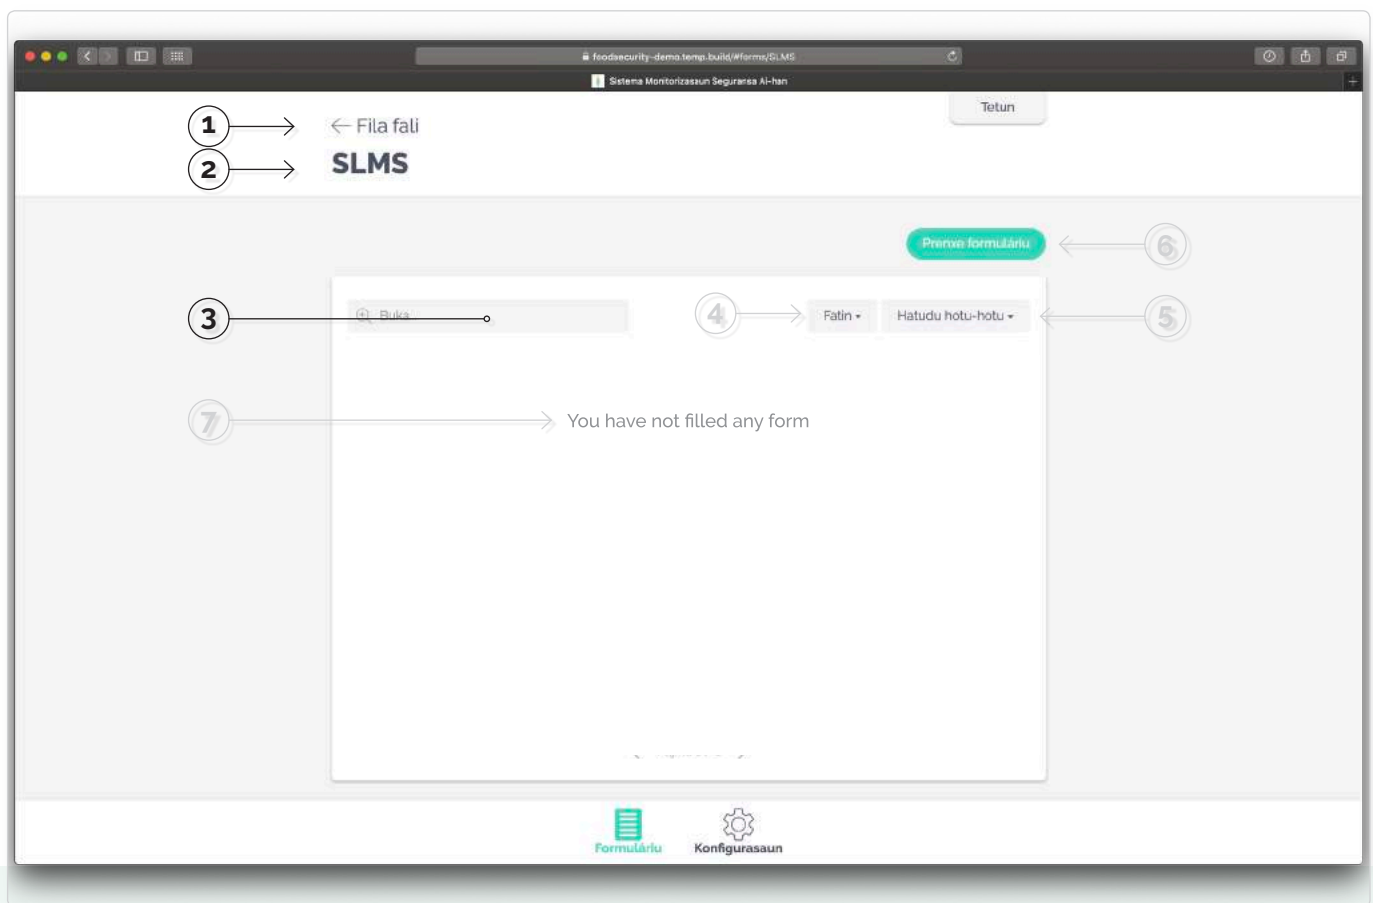 foodsecurity-demo.temp.build/#forms/SLMS
Sistema Monitorizasaun Seguransa Ai-han
Tetun
1
← Fila fali
2
SLMS
Prenxe formuláriu
6
3
Buka
4
Fatin
Hatudu hotu-hotu
5
7
You have not filled any form
Formuláriu
Konfigurasaun